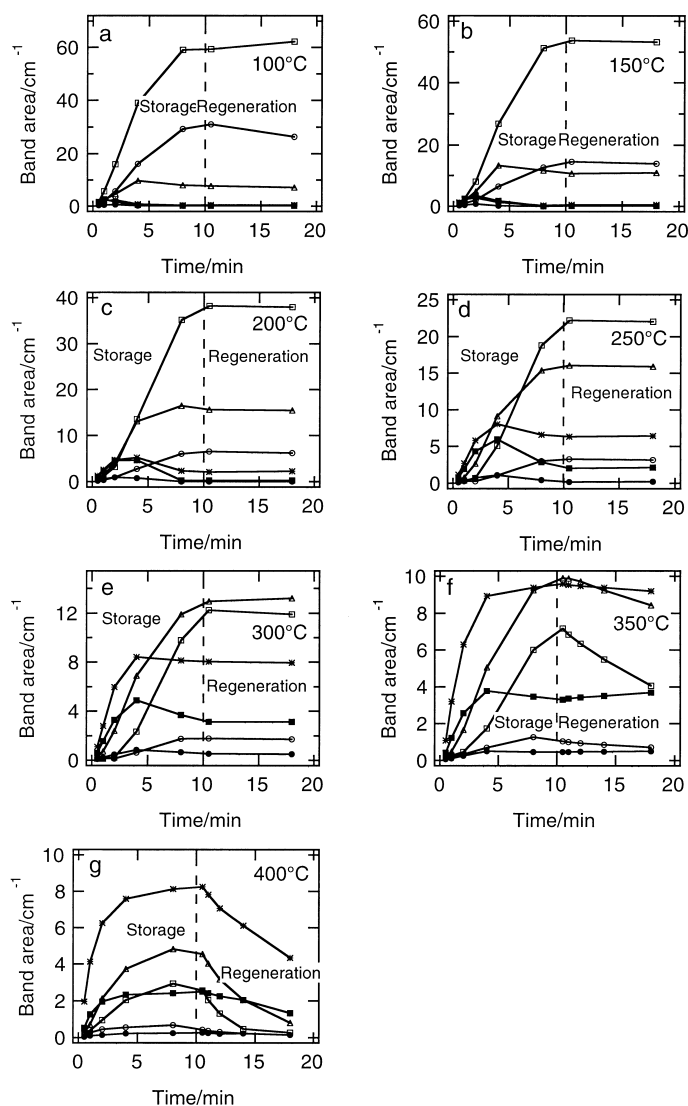 a
100°C
Storage Regeneration
60
40
20
0
Band area/cm⁻¹
0 5 10 15 20
Time/min
b
150°C
Storage Regeneration
60
40
20
0
Band area/cm⁻¹
0 5 10 15 20
Time/min
c
200°C
Storage
Regeneration
40
30
20
10
0
Band area/cm⁻¹
0 5 10 15 20
Time/min
d
250°C
Storage
Regeneration
25
20
15
10
5
0
Band area/cm⁻¹
0 5 10 15 20
Time/min
e
300°C
Storage
Regeneration
12
8
4
0
Band area/cm⁻¹
0 5 10 15 20
Time/min
f
350°C
Storage Regeneration
10
8
6
4
2
0
Band area/cm⁻¹
0 5 10 15 20
Time/min
g
400°C
Storage
Regeneration
10
8
6
4
2
0
Band area/cm⁻¹
0 5 10 15 20
Time/min